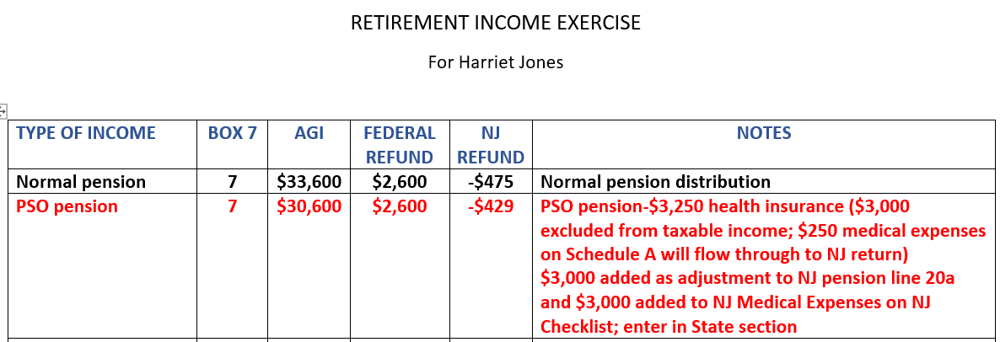 RETIREMENT INCOME EXERCISE
For Harriet Jones
TYPE OF INCOME BOX 7 AGI FEDERAL REFUND NJ REFUND NOTES
Normal pension 7 $33,600 $2,600 -$475 Normal pension distribution
PSO pension 7 $30,600 $2,600 -$429 PSO pension-$3,250 health insurance ($3,000
excluded from taxable income; $250 medical expenses
on Schedule A will flow through to NJ return)
$3,000 added as adjustment to NJ pension line 20a
and $3,000 added to NJ Medical Expenses on NJ
Checklist; enter in State section